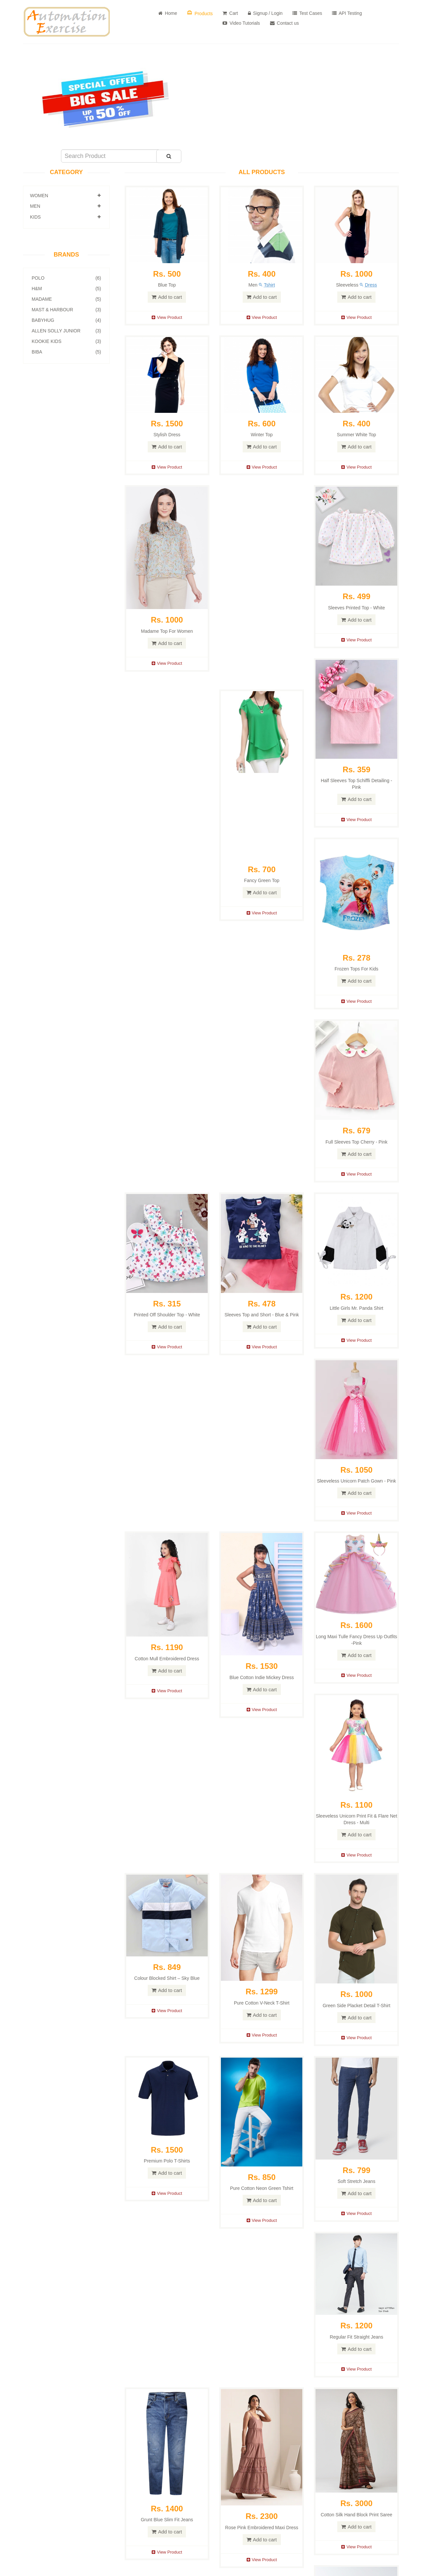 Automation
Exercise
Home
Products
Cart
Signup / Login
Test Cases
API Testing
Video Tutorials
Contact us
SPECIAL OFFER
BIG SALE
UP TO 50% OFF
Search Product
CATEGORY
WOMEN
MEN
KIDS
BRANDS
POLO (6)
H&M (5)
MADAME (5)
MAST & HARBOUR (3)
BABYHUG (4)
ALLEN SOLLY JUNIOR (3)
KOOKIE KIDS (3)
BIBA (5)
ALL PRODUCTS
Rs. 500
Blue Top
Add to cart
View Product
Rs. 400
Men Tshirt
Add to cart
View Product
Rs. 1000
Sleeveless Dress
Add to cart
View Product
Rs. 1500
Stylish Dress
Add to cart
View Product
Rs. 600
Winter Top
Add to cart
View Product
Rs. 400
Summer White Top
Add to cart
View Product
Rs. 1000
Madame Top For Women
Add to cart
View Product
Rs. 700
Fancy Green Top
Add to cart
View Product
Rs. 499
Sleeves Printed Top - White
Add to cart
View Product
Rs. 359
Half Sleeves Top Schiffli Detailing -
Pink
Add to cart
View Product
FROZEN
Rs. 278
Frozen Tops For Kids
Add to cart
View Product
Rs. 679
Full Sleeves Top Cherry - Pink
Add to cart
View Product
Rs. 315
Printed Off Shoulder Top - White
Add to cart
View Product
Rs. 478
Sleeves Top and Short - Blue & Pink
Add to cart
View Product
Rs. 1200
Little Girls Mr. Panda Shirt
Add to cart
View Product
Rs. 1050
Sleeveless Unicorn Patch Gown - Pink
Add to cart
View Product
Rs. 1190
Cotton Mull Embroidered Dress
Add to cart
View Product
Rs. 1530
Blue Cotton Indie Mickey Dress
Add to cart
View Product
Rs. 1600
Long Maxi Tulle Fancy Dress Up Outfits
-Pink
Add to cart
View Product
Rs. 1100
Sleeveless Unicorn Print Fit & Flare Net
Dress - Multi
Add to cart
View Product
Rs. 849
Colour Blocked Shirt – Sky Blue
Add to cart
View Product
Rs. 1299
Pure Cotton V-Neck T-Shirt
Add to cart
View Product
Rs. 1000
Green Side Placket Detail T-Shirt
Add to cart
View Product
Rs. 1500
Premium Polo T-Shirts
Add to cart
View Product
Rs. 850
Pure Cotton Neon Green Tshirt
Add to cart
View Product
Rs. 799
Soft Stretch Jeans
Add to cart
View Product
Rs. 1200
Regular Fit Straight Jeans
Add to cart
View Product
Rs. 1400
Grunt Blue Slim Fit Jeans
Add to cart
View Product
Rs. 2300
Rose Pink Embroidered Maxi Dress
Add to cart
View Product
Rs. 3000
Cotton Silk Hand Block Print Saree
Add to cart
View Product